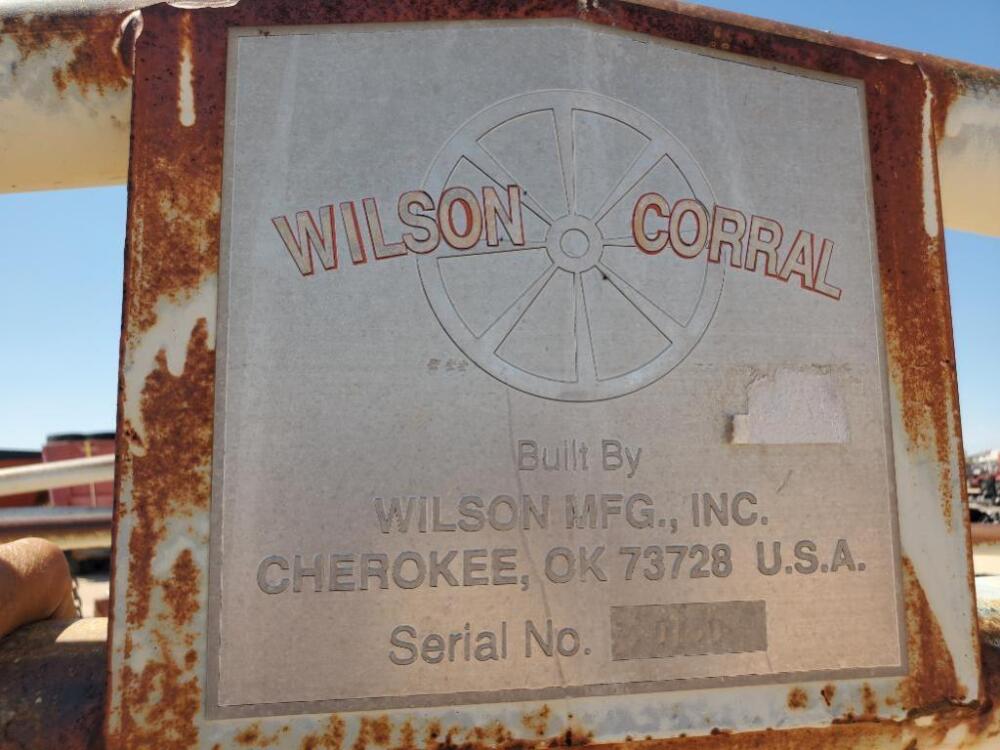 WILSON CORRAL
Built By
WILSON MFG., INC.
CHEROKEE, OK 73728 U.S.A.
Serial No.